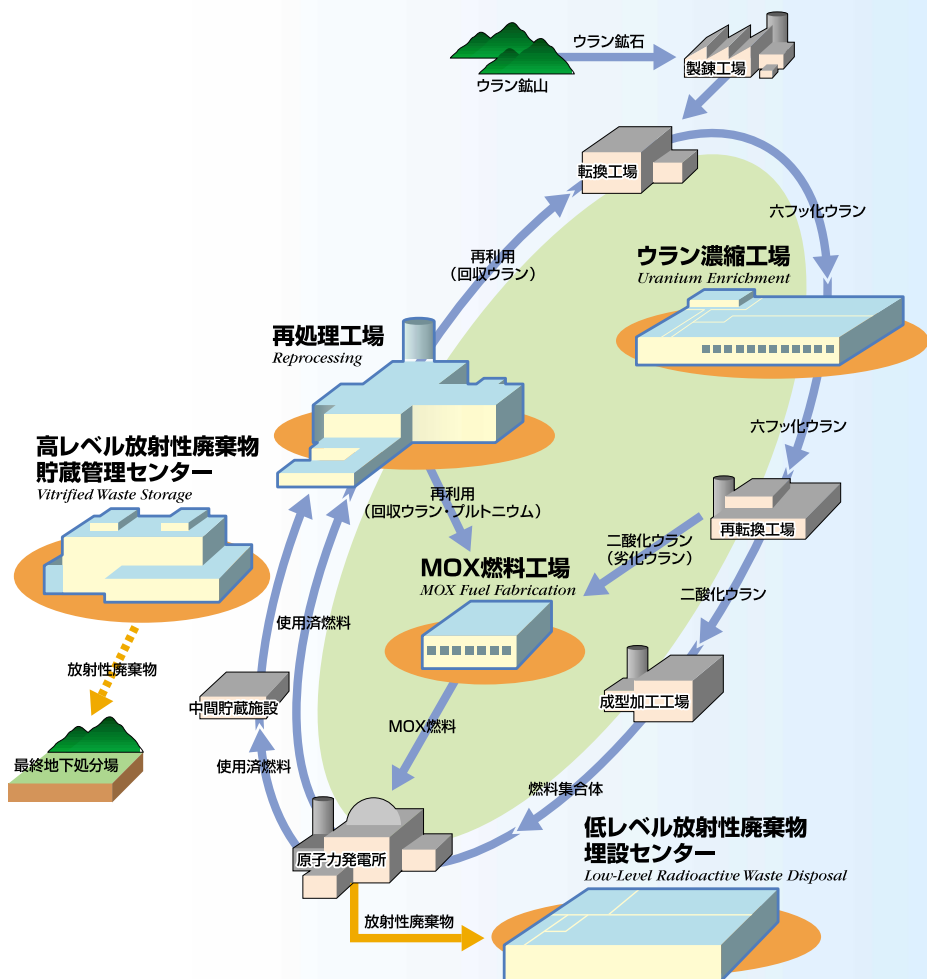 ウラン鉱石
ウラン鉱山
製錬工場
転換工場
六フッ化ウラン
再利用
(回収ウラン)
ウラン濃縮工場
Uranium Enrichment
再処理工場
Reprocessing
六フッ化ウラン
高レベル放射性廃棄物
貯蔵管理センター
Vitrified Waste Storage
再利用
(回収ウラン・プルトニウム)
再転換工場
二酸化ウラン
(劣化ウラン)
MOX燃料工場
MOX Fuel Fabrication
二酸化ウラン
使用済燃料
放射性廃棄物
中間貯蔵施設
成型加工工場
MOX燃料
最終地下処分場
使用済燃料
燃料集合体
原子力発電所
低レベル放射性廃棄物
埋設センター
Low-Level Radioactive Waste Disposal
放射性廃棄物